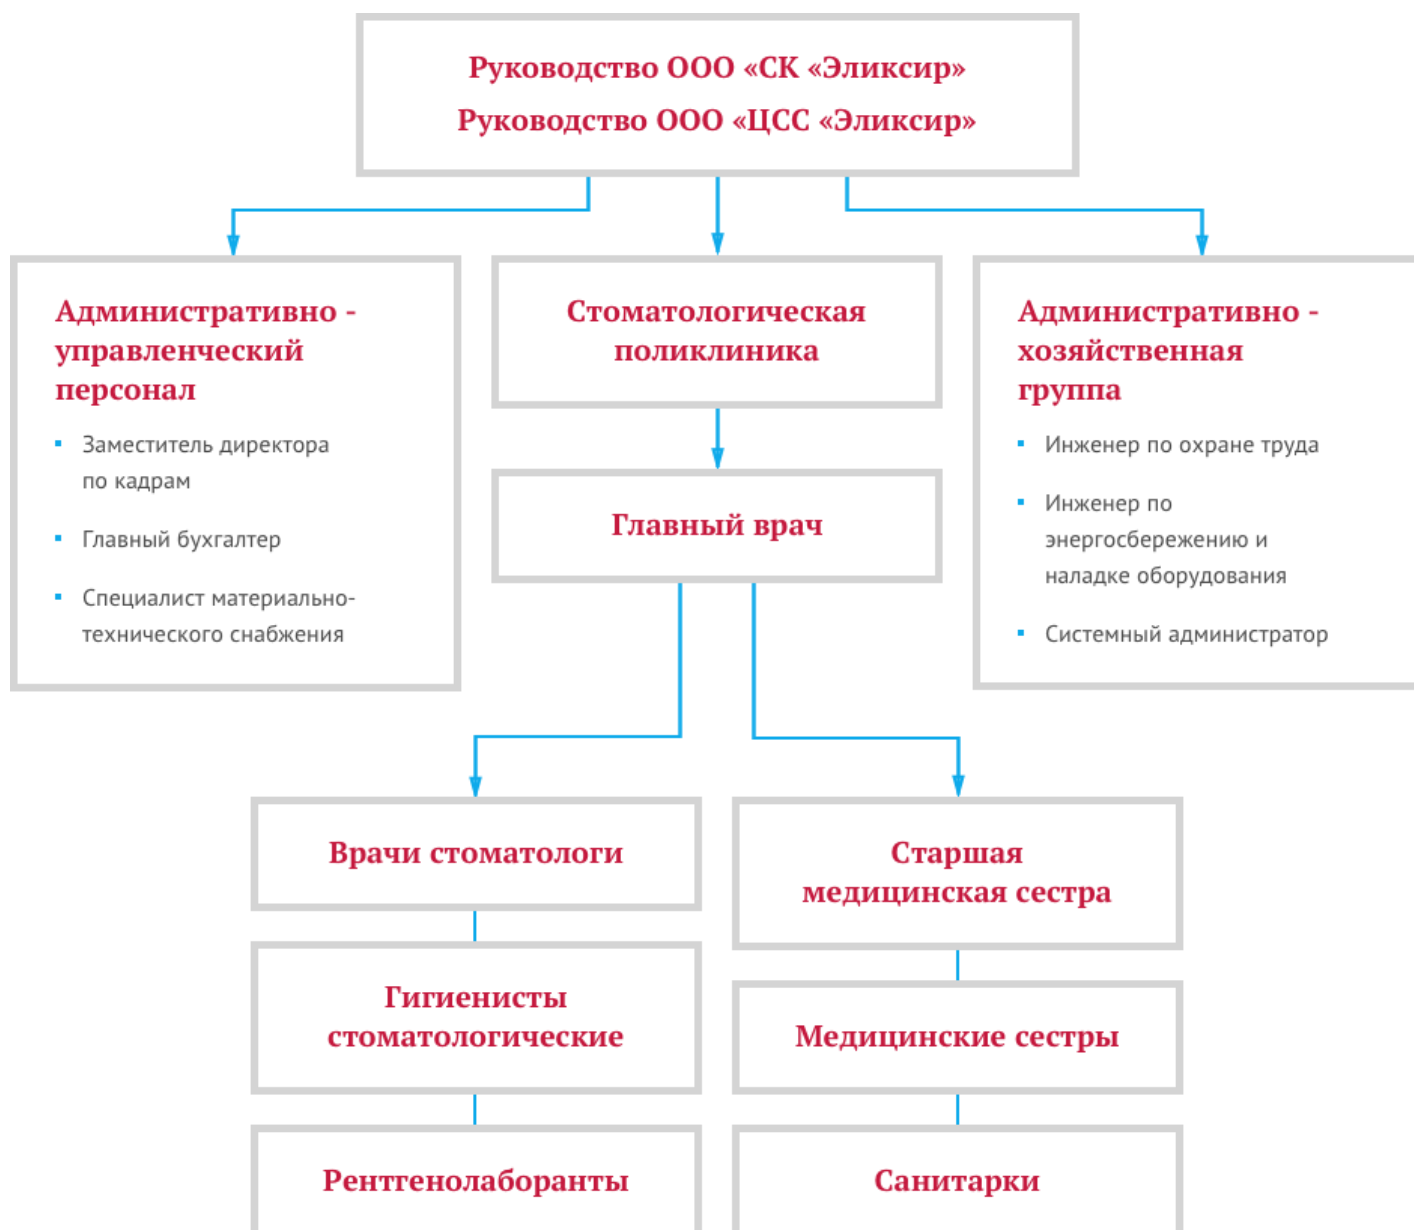 Руководство ООО «СК «Эликсир»
Руководство ООО «ЦСС «Эликсир»
Административно -
управленческий
персонал
Заместитель директора
по кадрам
Главный бухгалтер
Специалист материально-
технического снабжения
Стоматологическая
поликлиника
Главный врач
Административно -
хозяйственная
группа
Инженер по охране труда
Инженер по
энергосбережению и
наладке оборудования
Системный администратор
Врачи стоматологи
Гигиенисты
стоматологические
Рентгенолаборанты
Старшая
медицинская сестра
Медицинские сестры
Санитарки